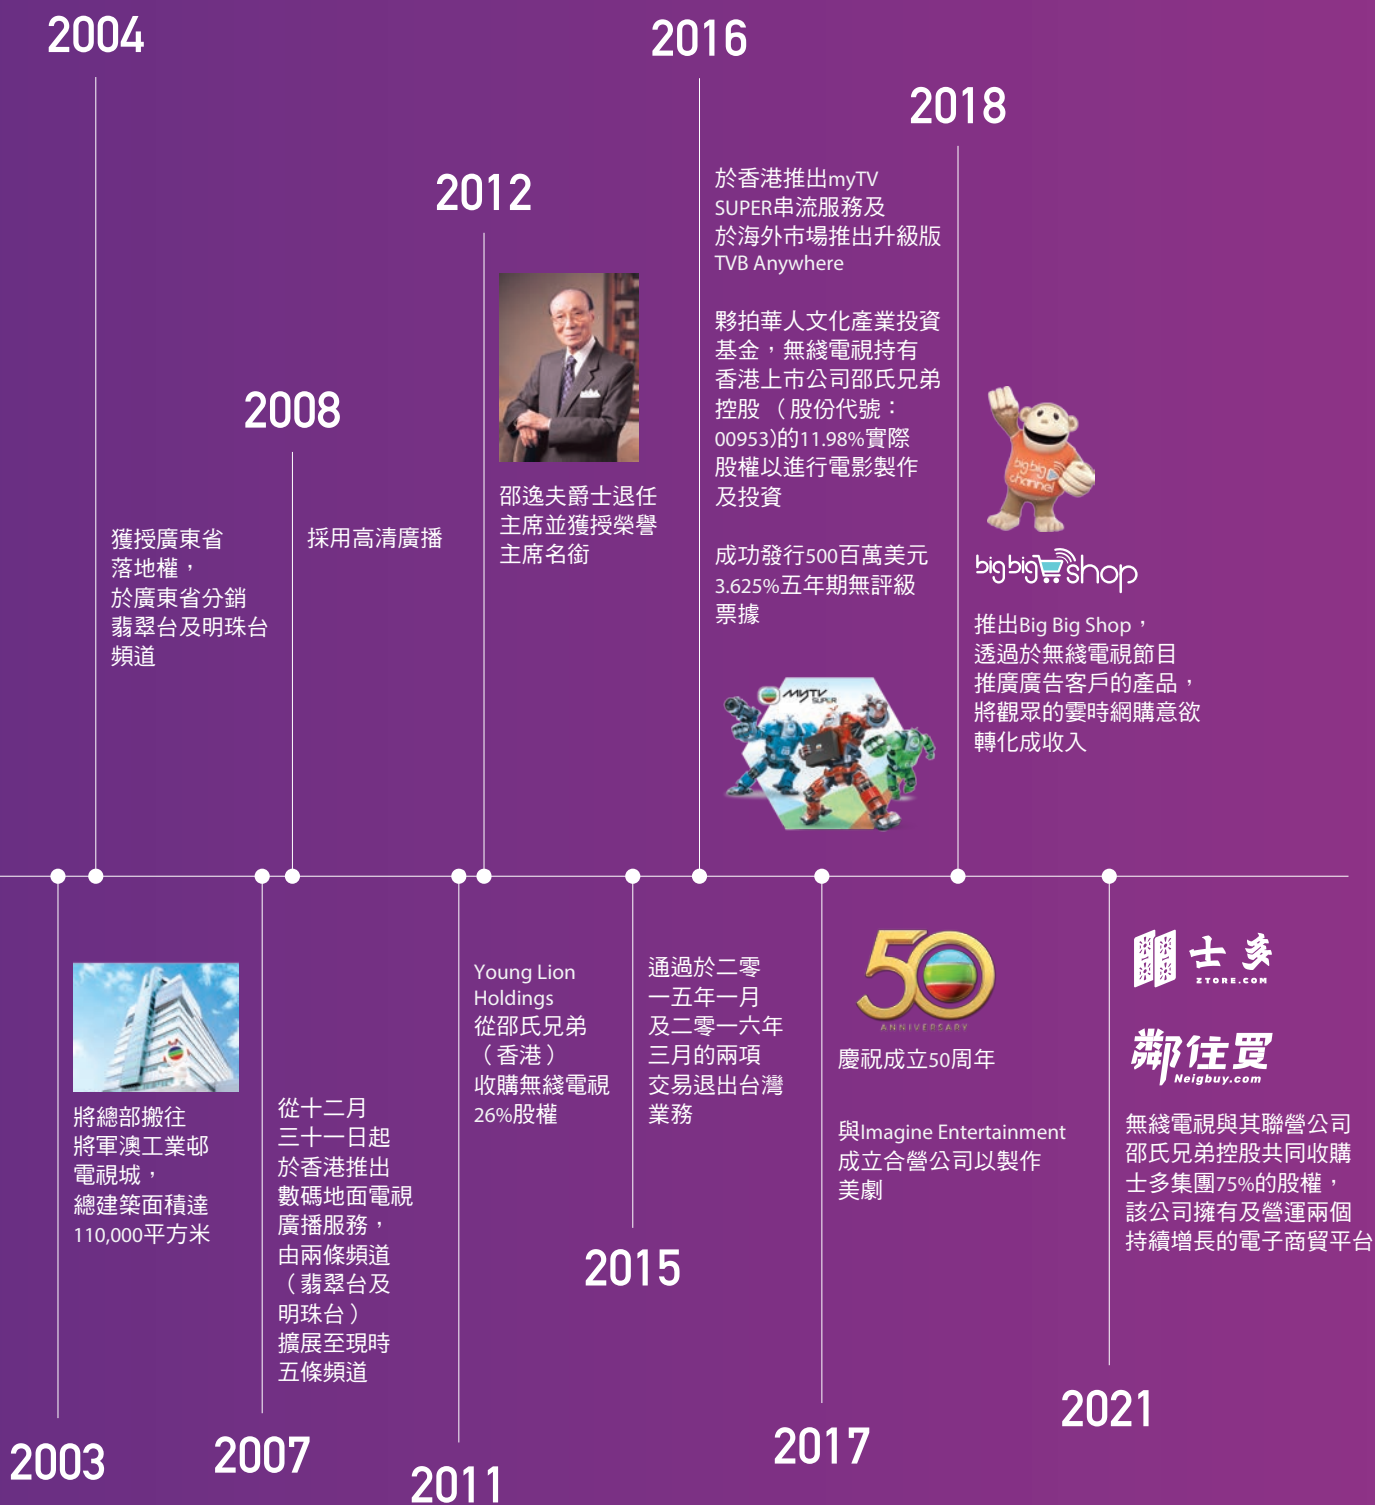 2004
獲授廣東省
落地權，
於廣東省分銷
翡翠台及明珠台
頻道
2008
採用高清廣播
2012
邵逸夫爵士退任
主席並獲授榮譽
主席名銜
2016
於香港推出myTV
SUPER串流服務及
於海外市場推出升級版
TVB Anywhere
夥拍華人文化產業投資
基金，無綫電視持有
香港上市公司邵氏兄弟
控股（股份代號：
00953)的11.98%實際
股權以進行電影製作
及投資
成功發行500百萬美元
3.625%五年期無評級
票據
myTV
SUPER
2018
big big
channel
big big shop
推出Big Big Shop，
透過於無綫電視節目
推廣廣告客戶的產品，
將觀眾的霎時網購意欲
轉化成收入
將總部搬往
將軍澳工業邨
電視城，
總建築面積達
110,000平方米
2003
從十二月
三十一日起
於香港推出
數碼地面電視
廣播服務，
由兩條頻道
（翡翠台及
明珠台）
擴展至現時
五條頻道
2007
Young Lion
Holdings
從邵氏兄弟
（香港）
收購無綫電視
26%股權
2011
通過於二零
一五年一月
及二零一六年
三月的兩項
交易退出台灣
業務
2015
50
ANNIVERSARY
慶祝成立50周年
與Imagine Entertainment
成立合營公司以製作
美劇
2017
士多
ZTORE.COM
鄰住買
Neigbuy.com
無綫電視與其聯營公司
邵氏兄弟控股共同收購
士多集團75%的股權，
該公司擁有及營運兩個
持續增長的電子商貿平台
2021